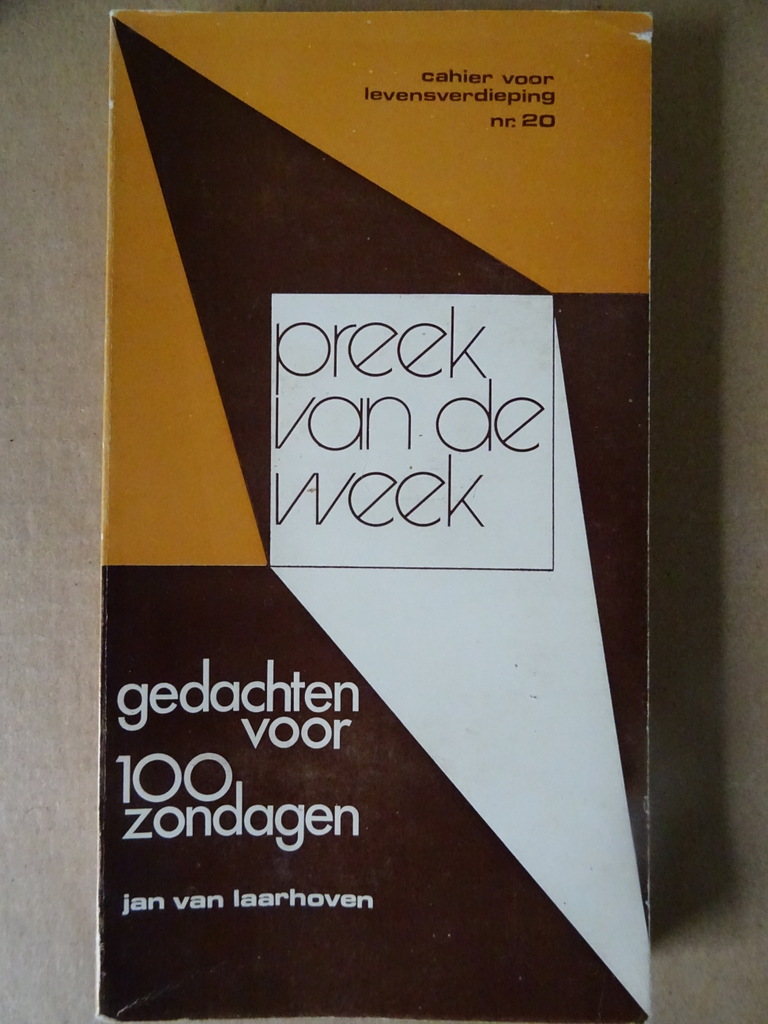 cahier voor
levensverdieping
nr. 20
preek
van de
week
gedachten
voor
100
zondagen
jan van laarhoven